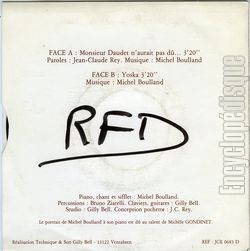 FACE A : Monsieur Daudet n'aurait pas dû... 3'20"
Paroles : Jean-Claude Rey. Musique : Michel Boulland
FACE B : Yoska 3'20"
Musique : Michel Boulland
RFD
Piano, chant et sifflet : Michel Boulland.
Percussions : Bruno Ziarelli. Claviers, guitares : Gilly Bell.
Studio : Gilly Bell. Conception pochette : J.C. Rey.
Le portrait de Michel Boulland à son piano est dû au talent de Michèle GONDINET.
Réalisation Technique & Son Gilly Bell - 13122 Ventabren
REF : JCR 0683 D